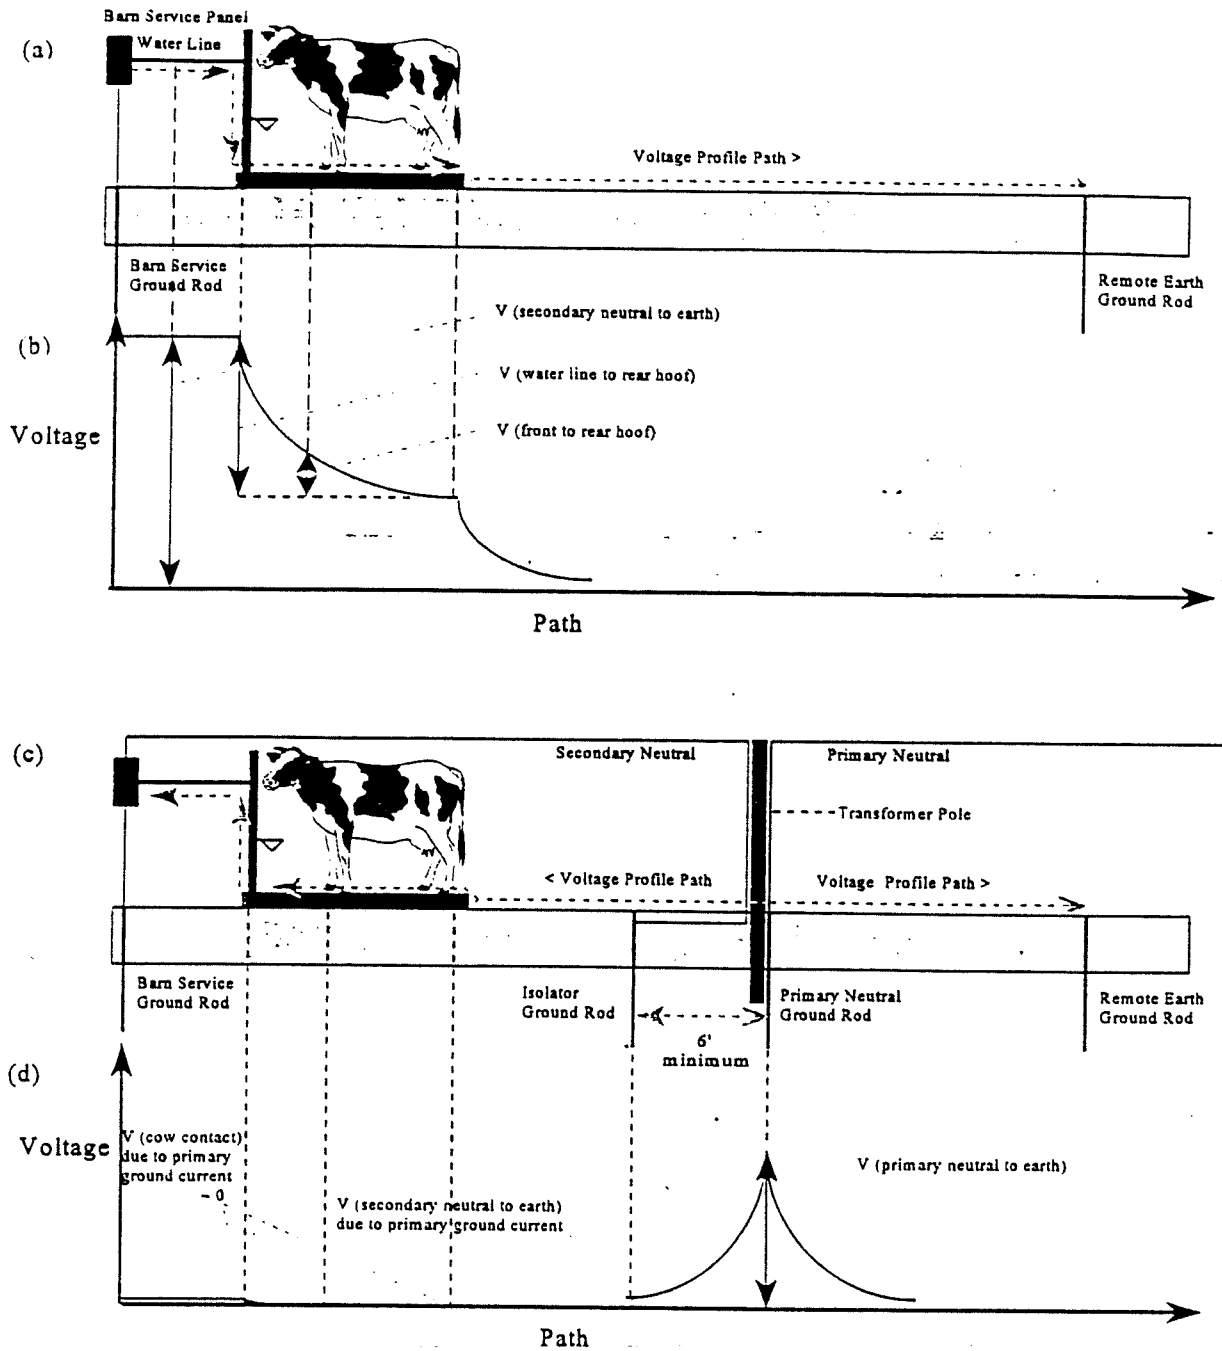 Barn Service Panel
(a)
Water Line
Voltage Profile Path >
Barn Service
Ground Rod
Remote Earth
Ground Rod
V (secondary neutral to earth)
(b)
V (water line to rear hoof)
Voltage
V (front to rear hoof)
Path
(c)
Secondary Neutral
Primary Neutral
Transformer Pole
< Voltage Profile Path
Voltage Profile Path >
Barn Service
Ground Rod
Isolator
Ground Rod
Primary Neutral
Ground Rod
Remote Earth
Ground Rod
6'
minimum
(d)
Voltage
V (cow contact)
due to primary
ground current
~ 0
V (primary neutral to earth)
V (secondary neutral to earth)
due to primary ground current
Path